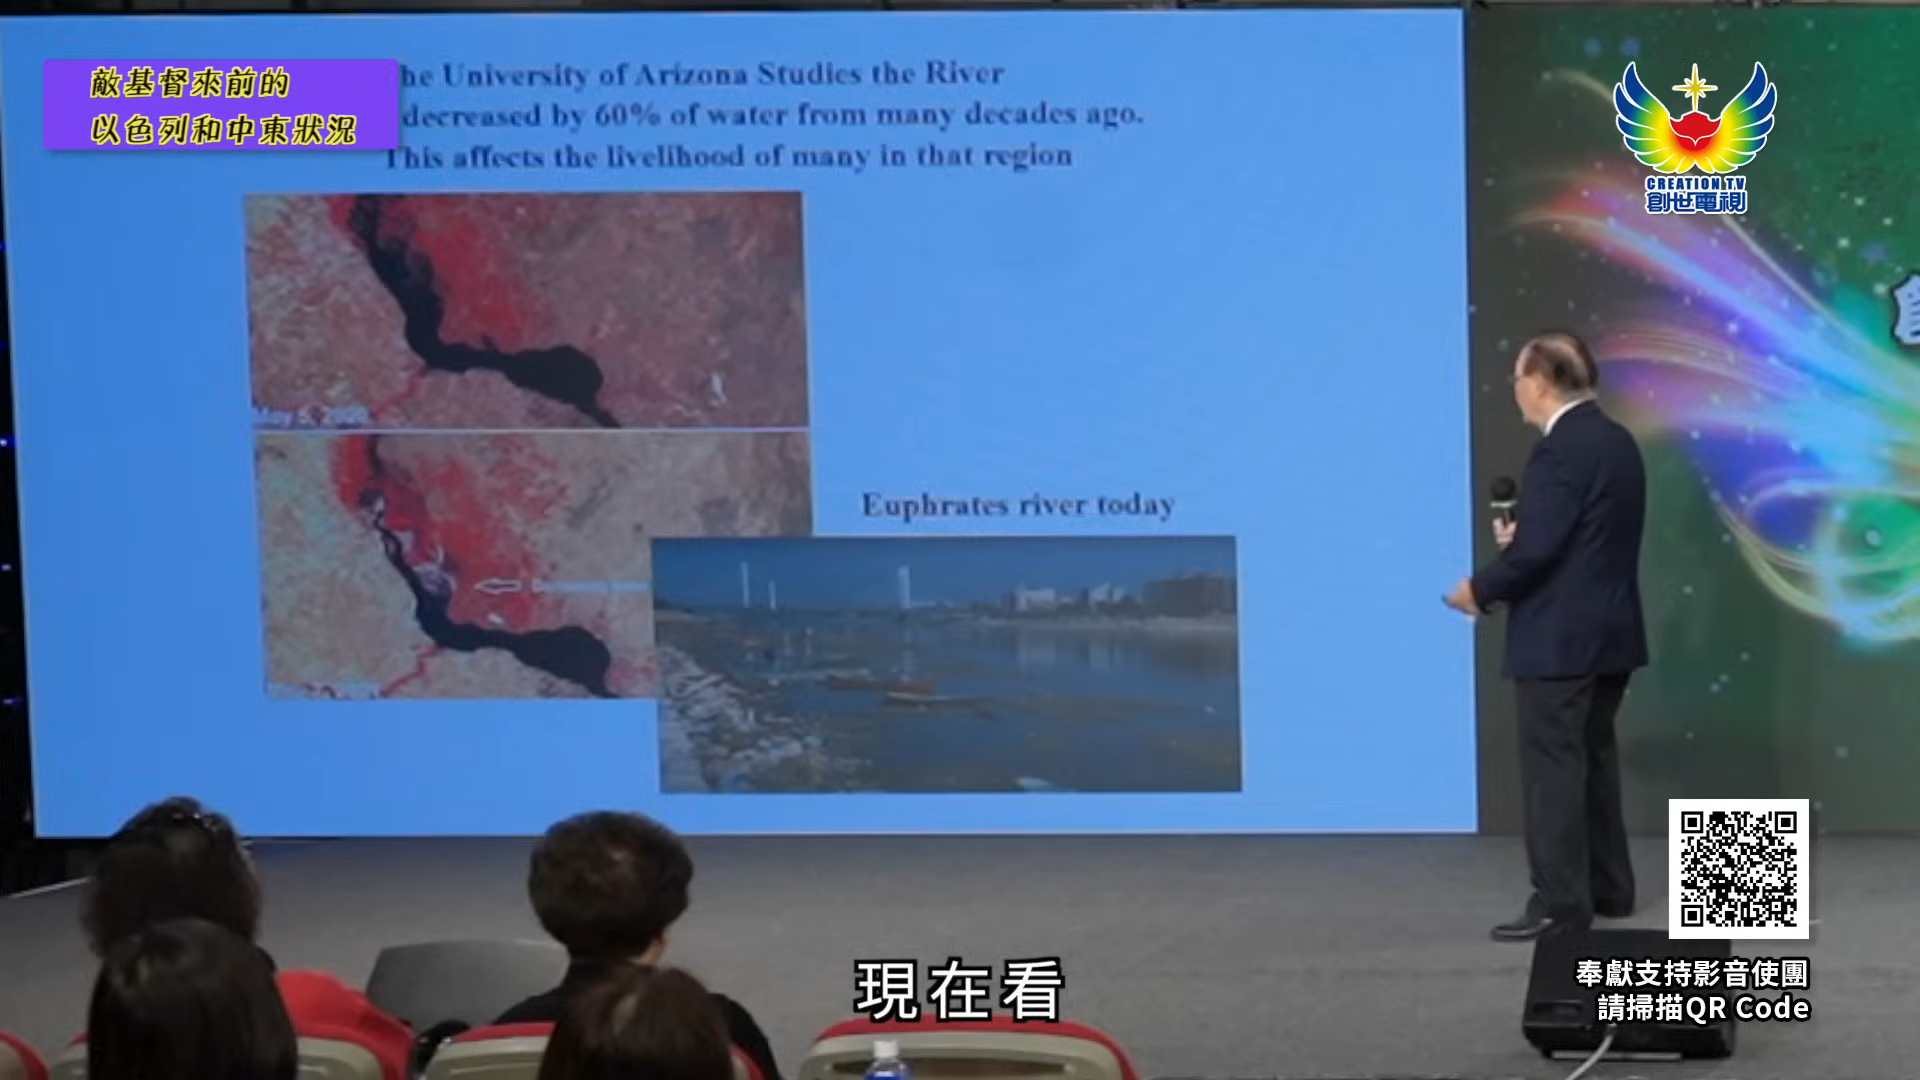 敵基督來前的
以色列和中東狀況
he University of Arizona Studies the River
decreased by 60% of water from many decades ago.
This affects the livelihood of many in that region
May 5, 2020
Euphrates river today
CREATION TV
創世電視
現在看
奉獻支持影音使團
請掃描QR Code